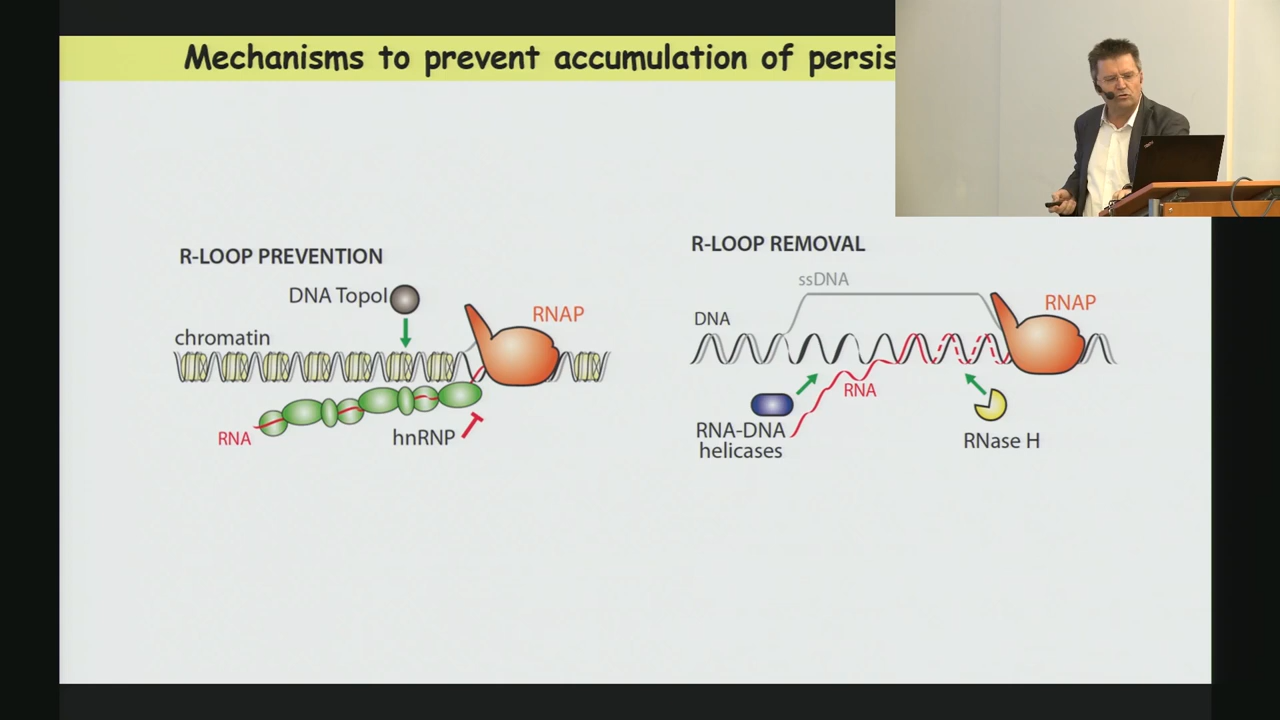 Mechanisms to prevent accumulation of
R-LOOP PREVENTION
DNA TopoI
RNAP
chromatin
RNA
hnRNP
R-LOOP REMOVAL
ssDNA
RNAP
DNA
RNA
RNA-DNA
helicases
RNase H